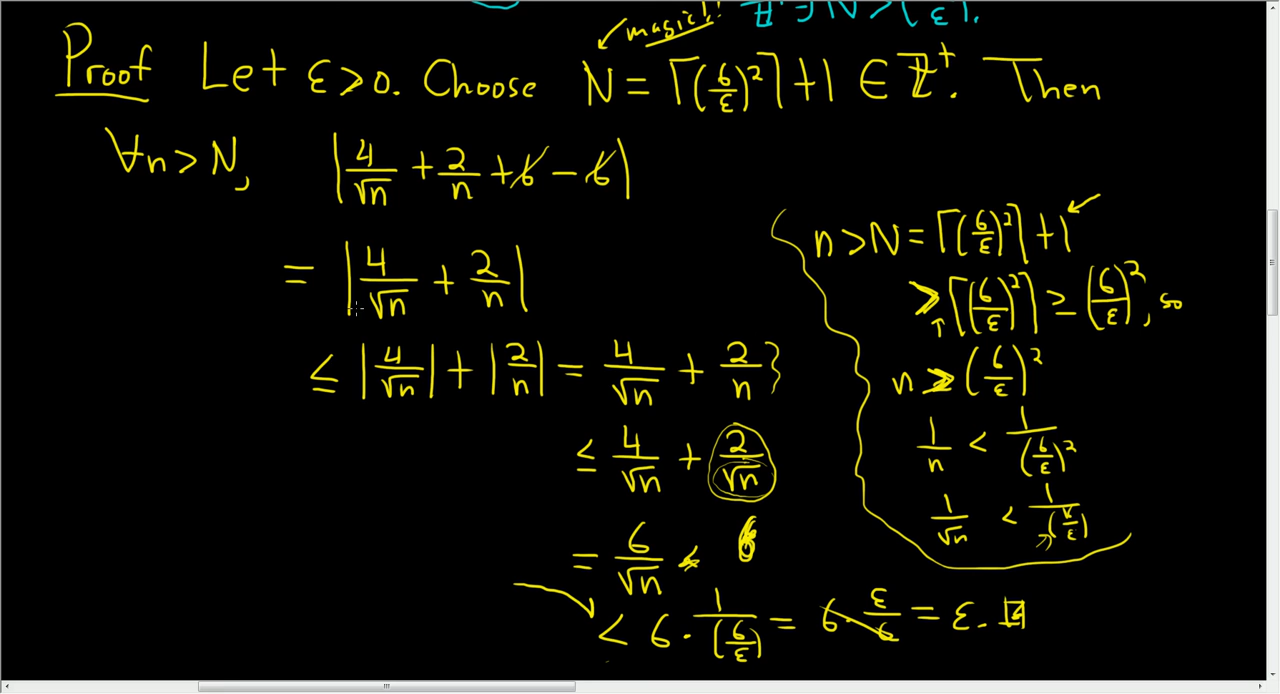 magic!!
Proof Let ε>0. Choose N = ⌈(6/ε)²⌉+1 ∈ ℤ⁺. Then
∀n > N, |4/√n + 2/n + 6 − 6|
= |4/√n + 2/n|
≤ |4/√n| + |2/n| = 4/√n + 2/n }
≤ 4/√n + 2/√n
= 6/√n <
< 6 · 1/(6/ε) = 6 · ε/6 = ε. □
n > N = ⌈(6/ε)²⌉ + 1
> ⌈(6/ε)²⌉ ≥ (6/ε)², so
n > (6/ε)²
1/n < 1/(6/ε)²
1/√n < 1/(6/ε)